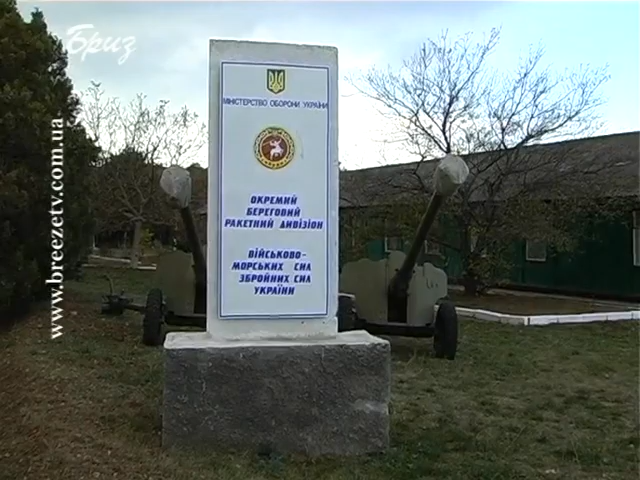 Бриз
www.breezetv.com.ua
МІНІСТЕРСТВО ОБОРОНИ УКРАЇНИ
ОКРЕМИЙ
БЕРЕГОВИЙ
РАКЕТНИЙ ДИВІЗІОН
ВІЙСЬКОВО-
МОРСЬКИХ СИЛ
ЗБРОЙНИХ СИЛ
УКРАЇНИ